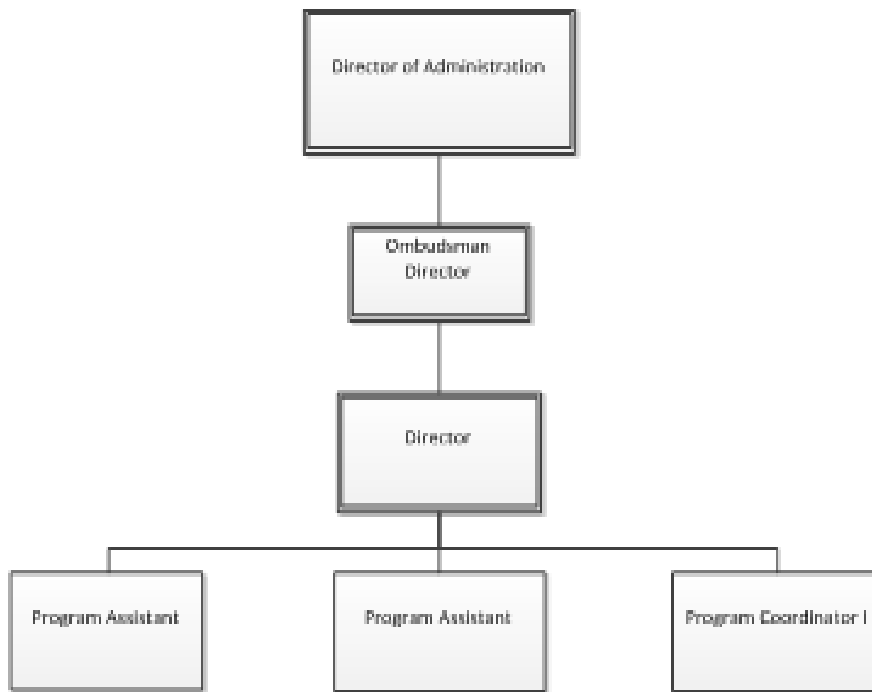 Director of Administration
Ombudsman
Director
Director
Program Assistant
Program Assistant
Program Coordinator I